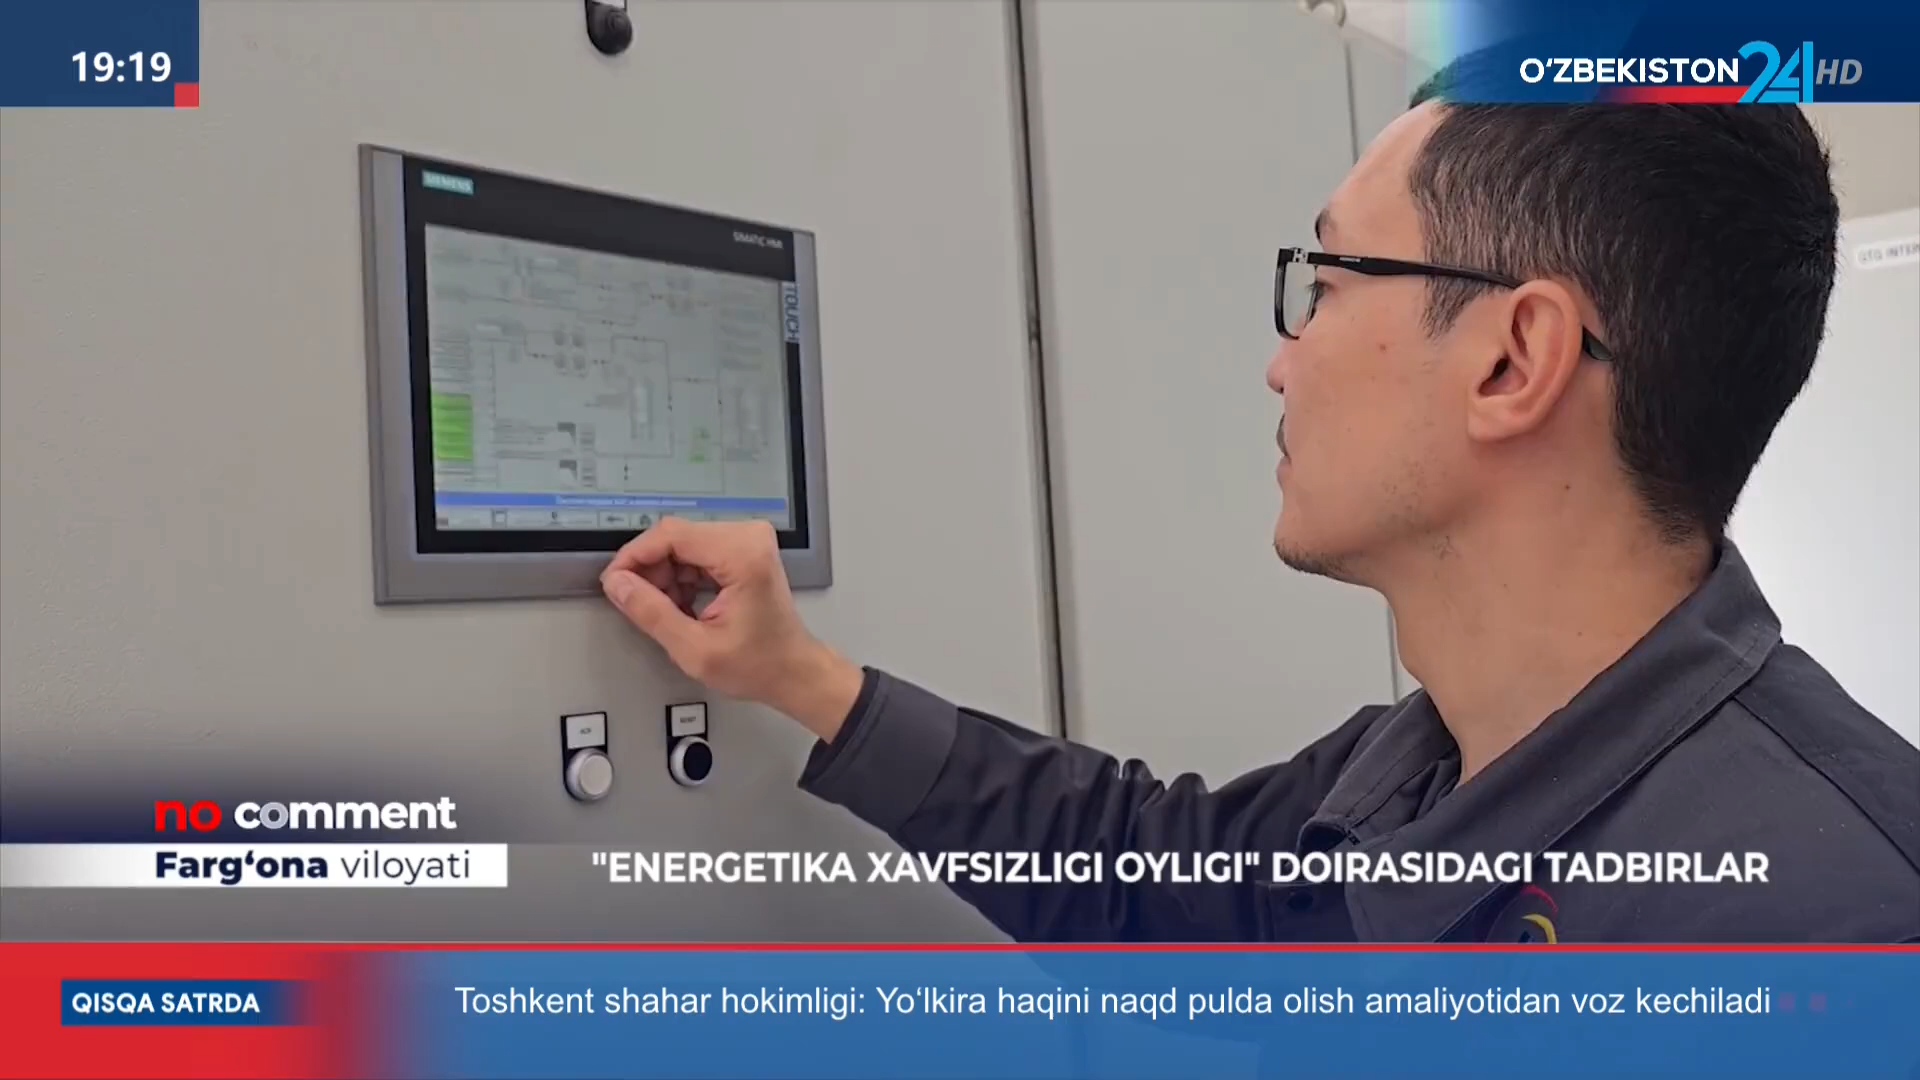 19:19
O‘ZBEKISTON 24 HD
SIEMENS
SIMATIC HMI
TOUCH
no comment
Farg‘ona viloyati
"ENERGETIKA XAVFSIZLIGI OYLIGI" DOIRASIDAGI TADBIRLAR
QISQA SATRDA
Toshkent shahar hokimligi: Yo‘lkira haqini naqd pulda olish amaliyotidan voz kechiladi